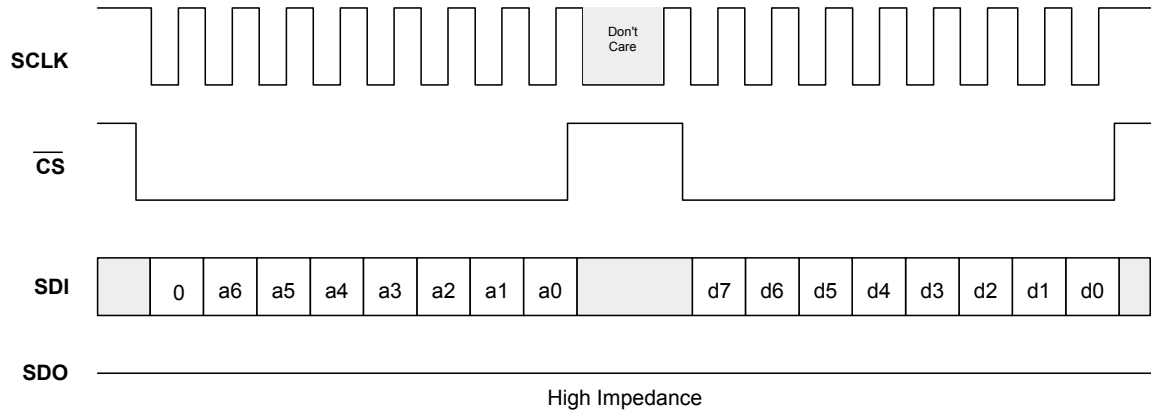 Don't
Care
SCLK
CS
SDI 0 a6 a5 a4 a3 a2 a1 a0 d7 d6 d5 d4 d3 d2 d1 d0
SDO
High Impedance